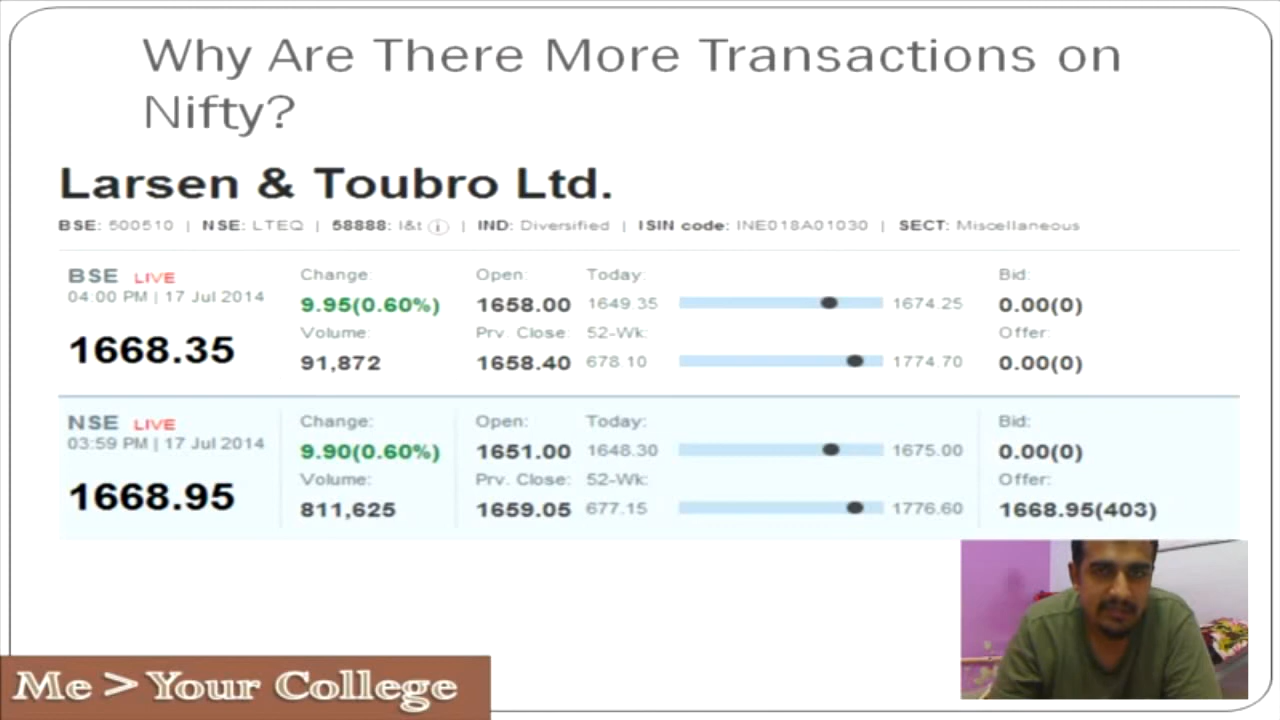 Why Are There More Transactions on
Nifty?
Larsen & Toubro Ltd.
BSE: 500510 | NSE: LTEQ | 58888: l&t i | IND: Diversified | ISIN code: INE018A01030 | SECT: Miscellaneous
BSE LIVE
04:00 PM | 17 Jul 2014
1668.35
Change:
9.95(0.60%)
Volume:
91,872
Open:
1658.00
Prv. Close:
1658.40
Today:
1649.35 1674.25
52-Wk:
678.10 1774.70
Bid:
0.00(0)
Offer:
0.00(0)
NSE LIVE
03:59 PM | 17 Jul 2014
1668.95
Change:
9.90(0.60%)
Volume:
811,625
Open:
1651.00
Prv. Close:
1659.05
Today:
1648.30 1675.00
52-Wk:
677.15 1776.60
Bid:
0.00(0)
Offer:
1668.95(403)
Me > Your College